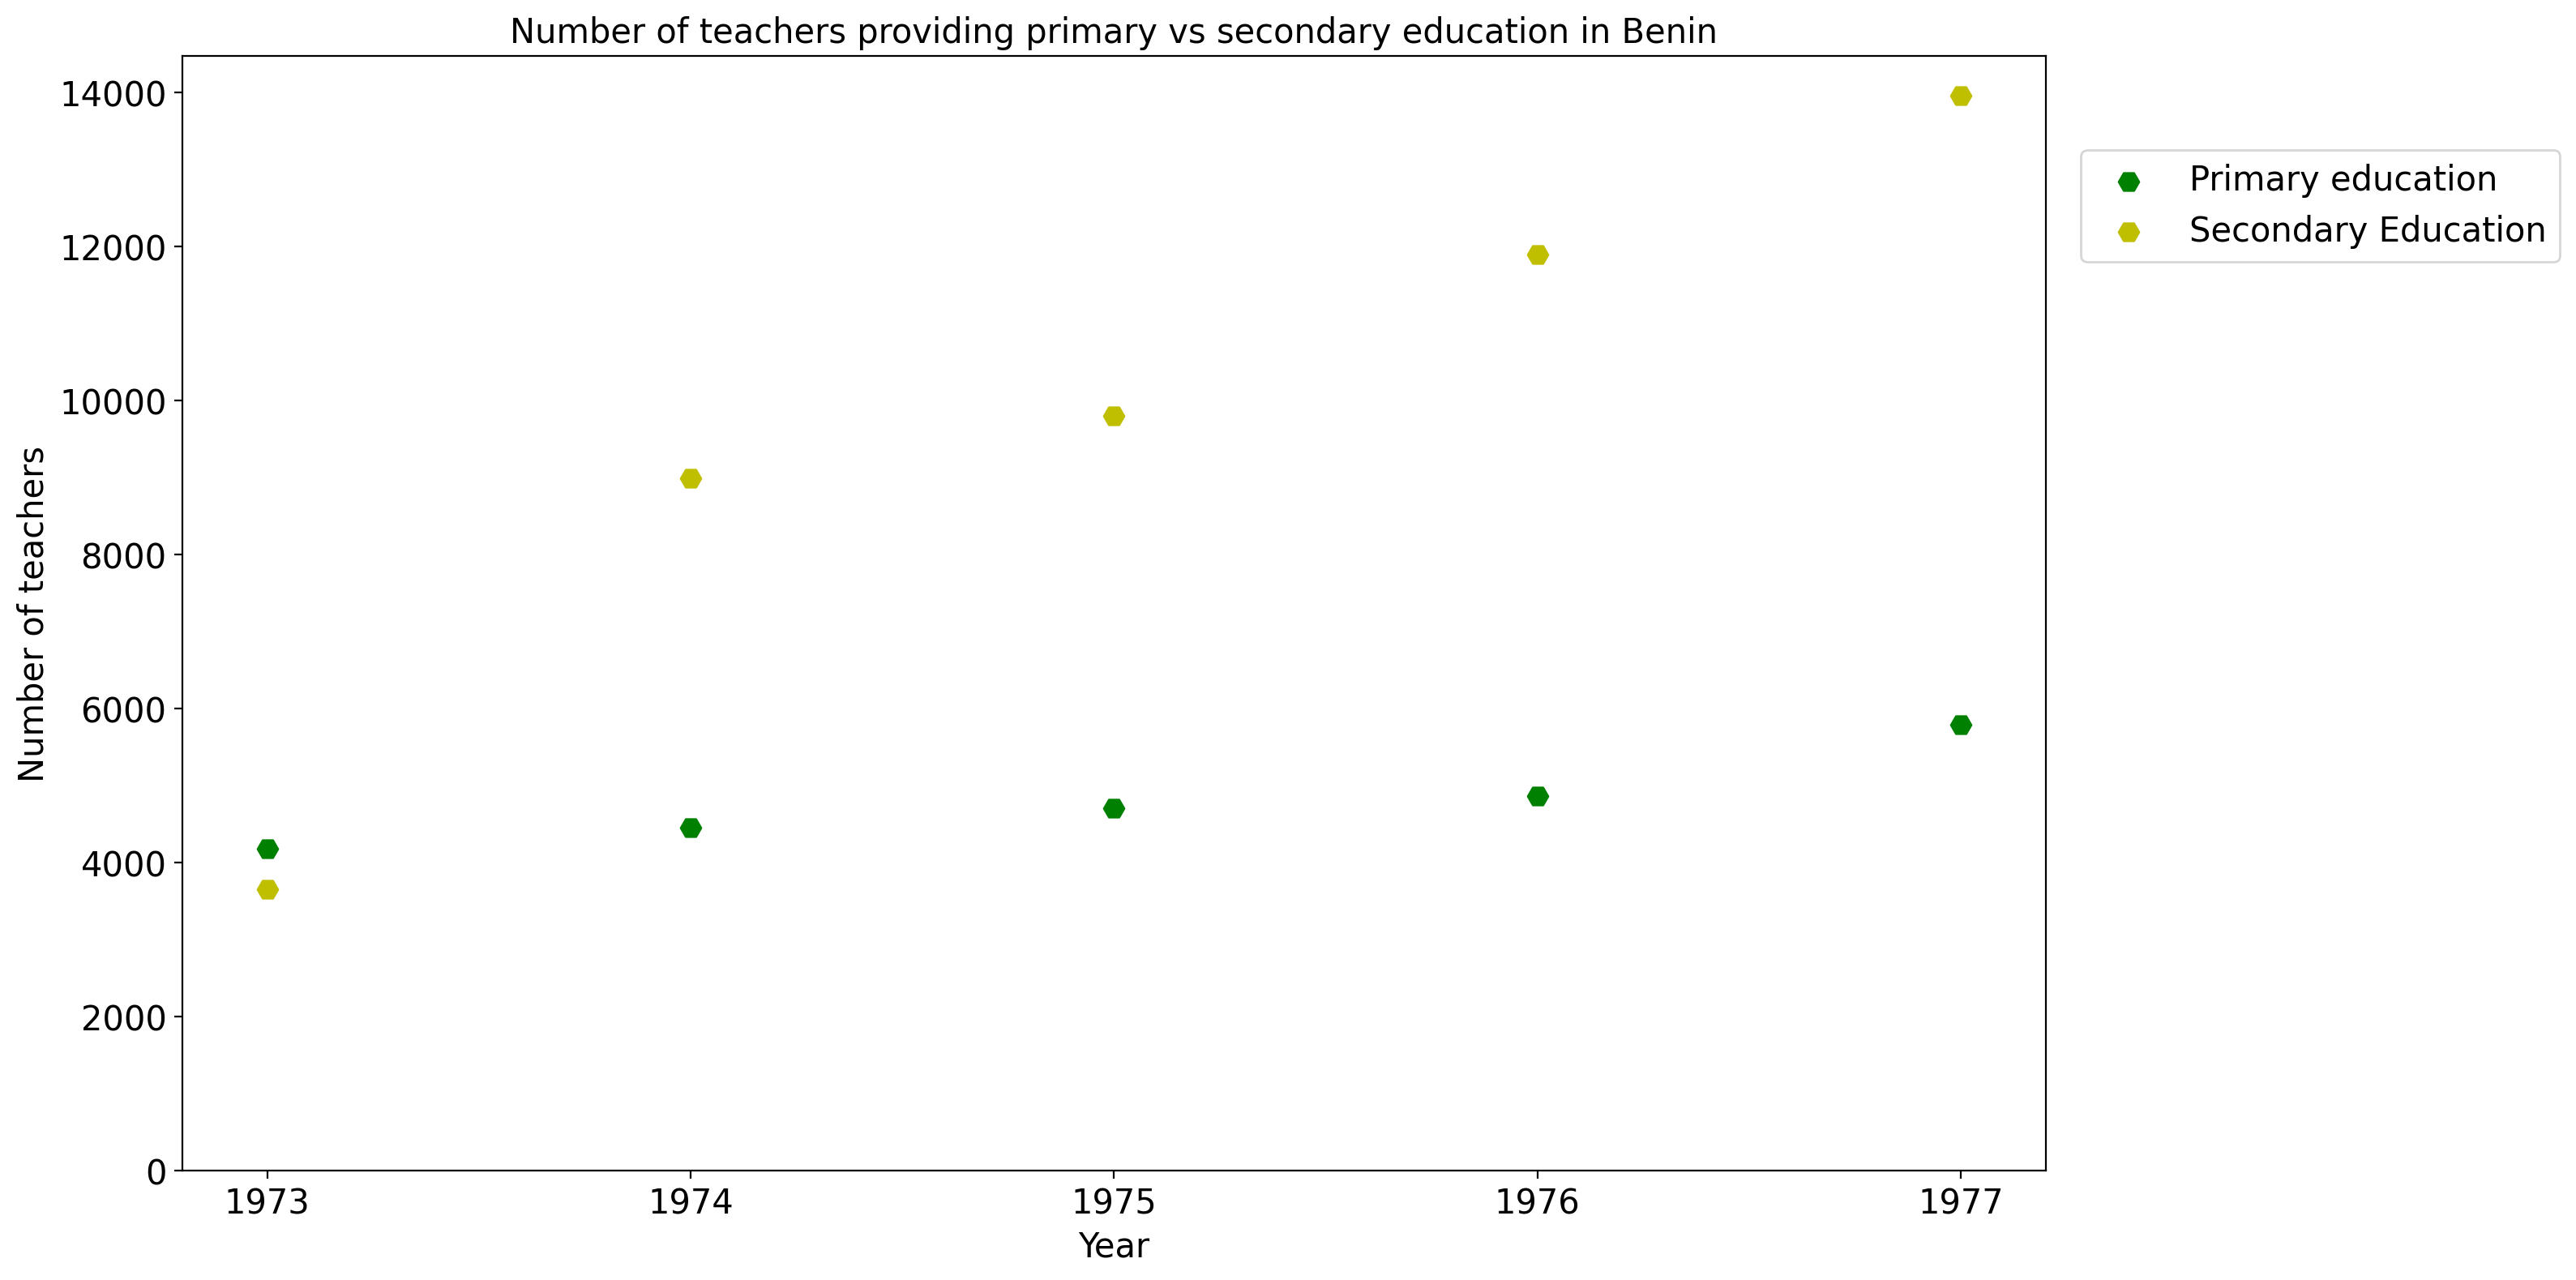 Number of teachers providing primary vs secondary education in Benin
14000
12000
10000
8000
6000
4000
2000
0
Number of teachers
1973
1974
1975
1976
1977
Year
Primary education
Secondary Education